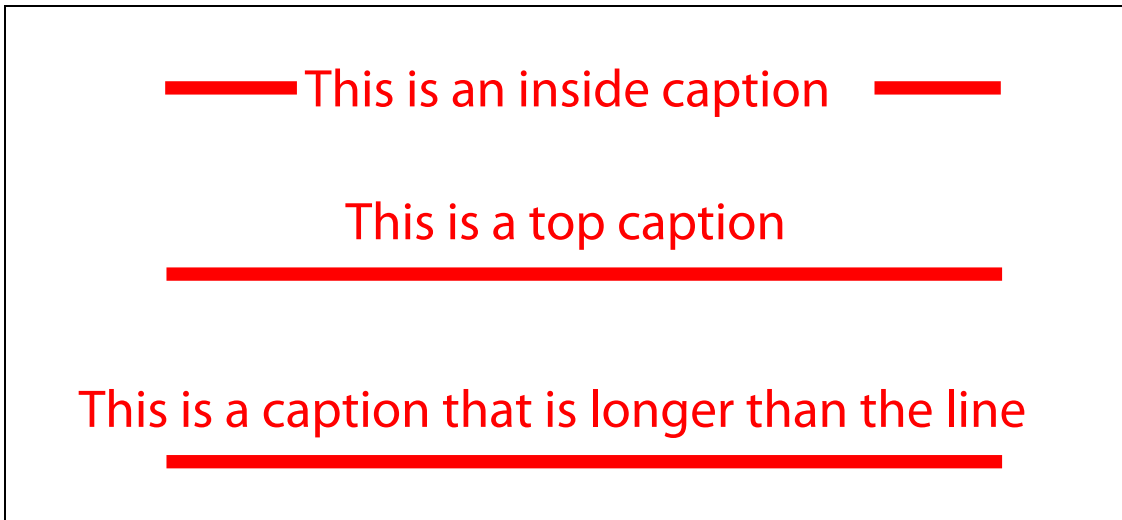 This is an inside caption
This is a top caption
This is a caption that is longer than the line